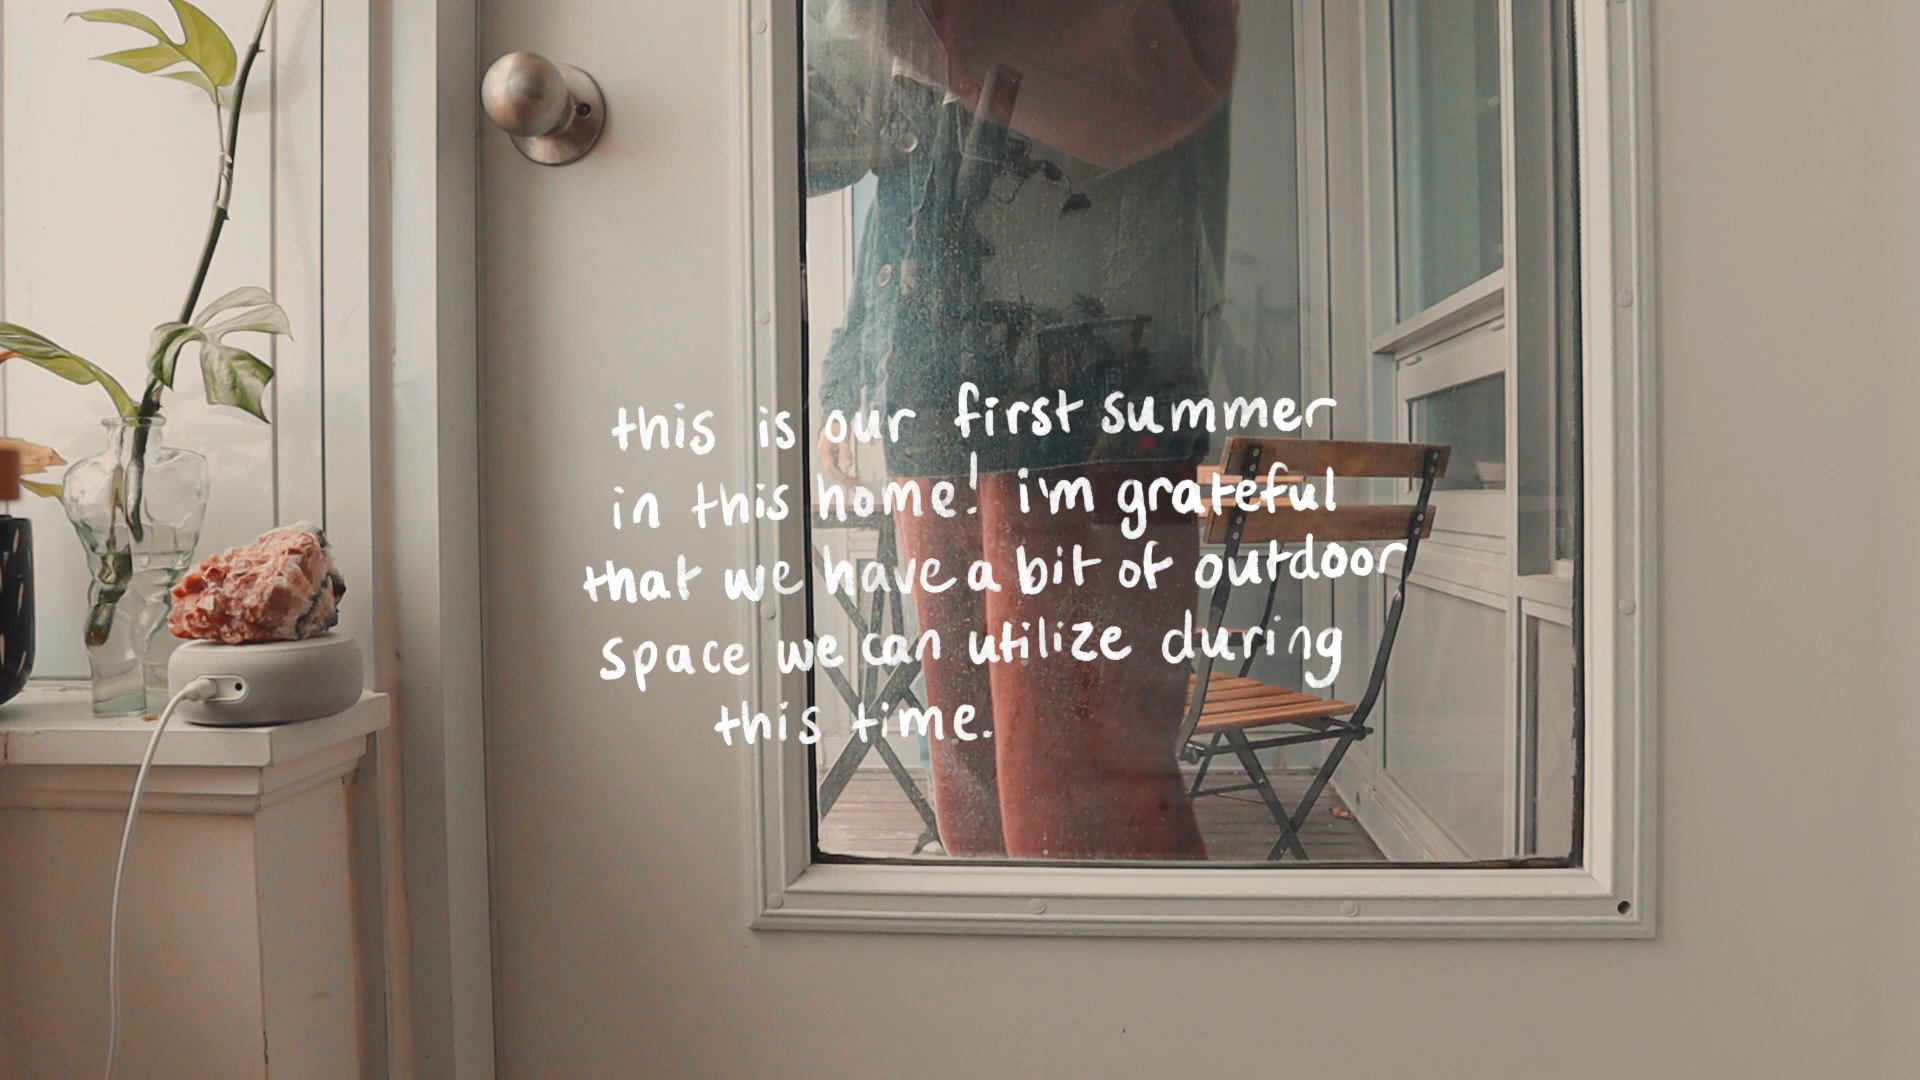 this is our first summer
in this home! i'm grateful
that we have a bit of outdoor
space we can utilize during
this time.